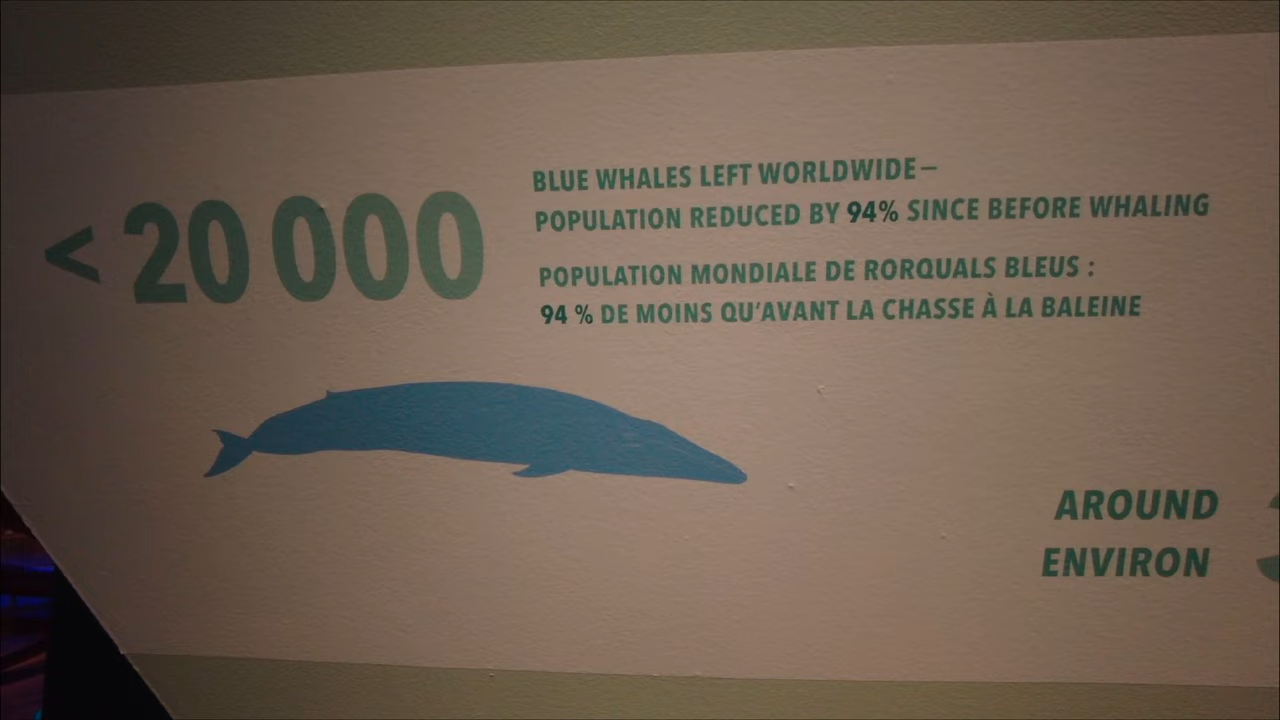 < 20 000
BLUE WHALES LEFT WORLDWIDE—
POPULATION REDUCED BY 94% SINCE BEFORE WHALING
POPULATION MONDIALE DE RORQUALS BLEUS :
94 % DE MOINS QU'AVANT LA CHASSE À LA BALEINE
AROUND
ENVIRON